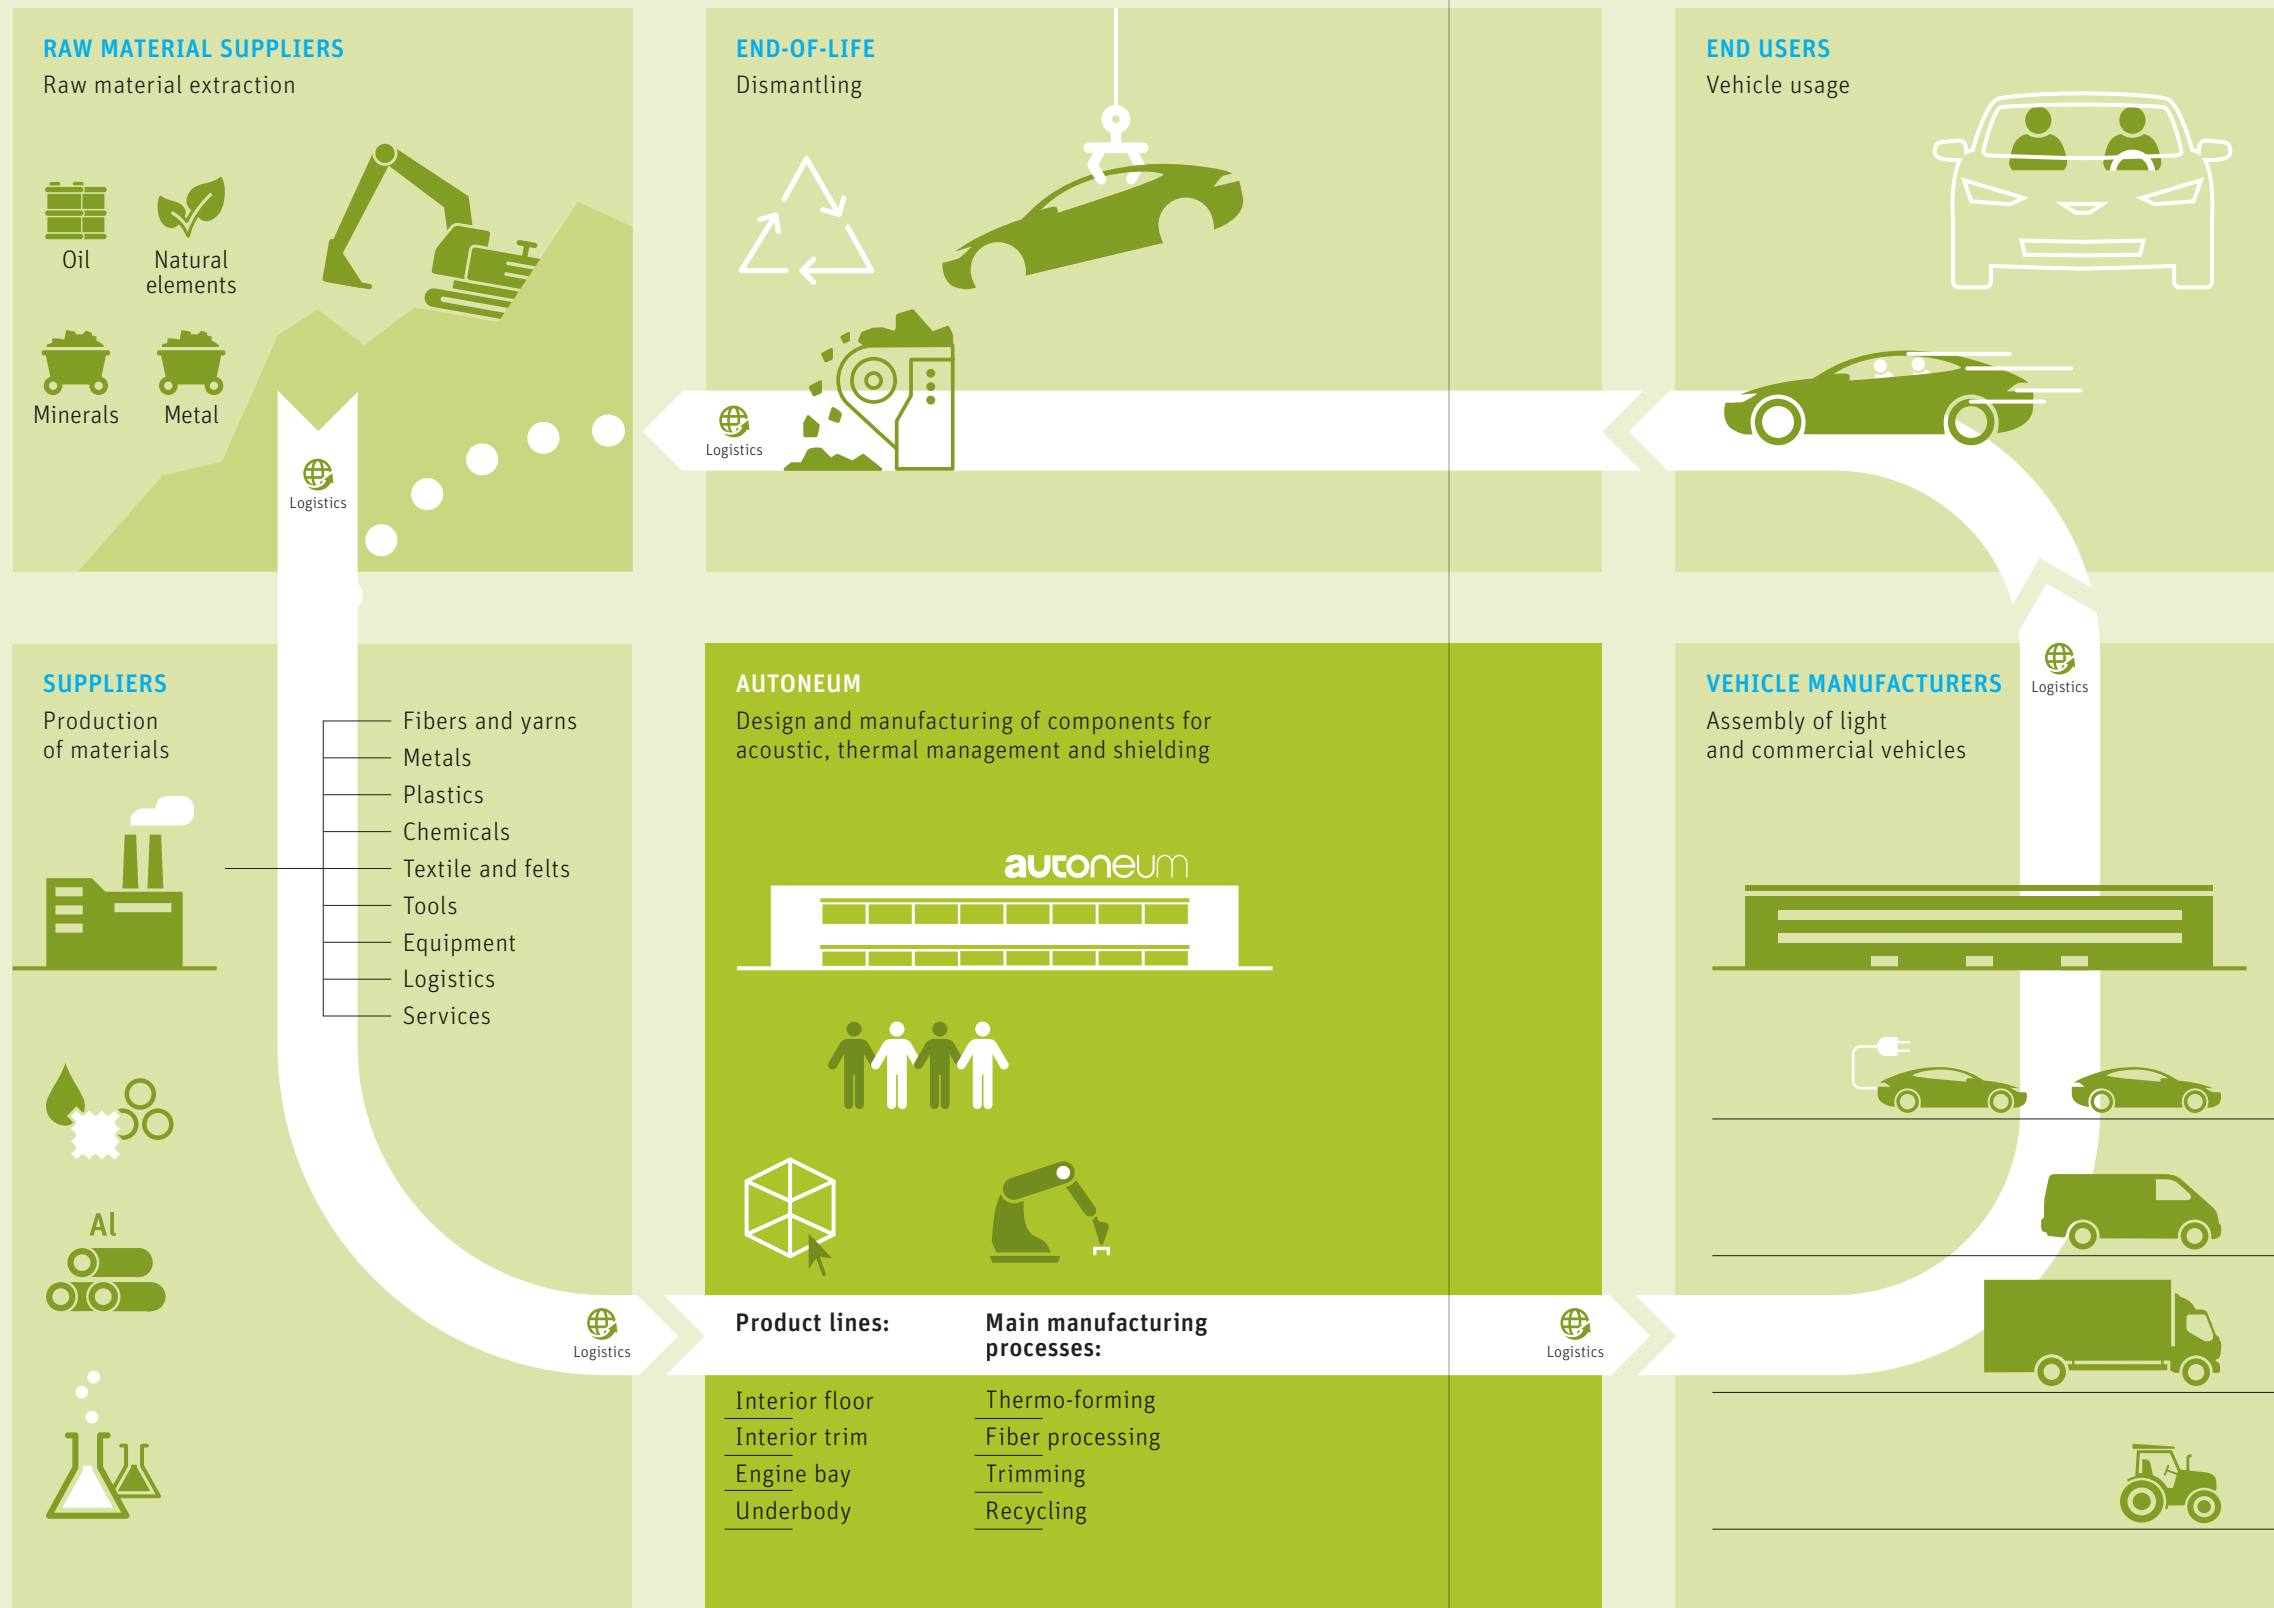 RAW MATERIAL SUPPLIERS
Raw material extraction
Oil
Natural
elements
Minerals
Metal
Logistics
END-OF-LIFE
Dismantling
Logistics
END USERS
Vehicle usage
SUPPLIERS
Production
of materials
Fibers and yarns
Metals
Plastics
Chemicals
Textile and felts
Tools
Equipment
Logistics
Services
Al
Logistics
AUTONEUM
Design and manufacturing of components for
acoustic, thermal management and shielding
autoneum
Product lines:
Interior floor
Interior trim
Engine bay
Underbody
Main manufacturing
processes:
Thermo-forming
Fiber processing
Trimming
Recycling
Logistics
VEHICLE MANUFACTURERS
Assembly of light
and commercial vehicles
Logistics